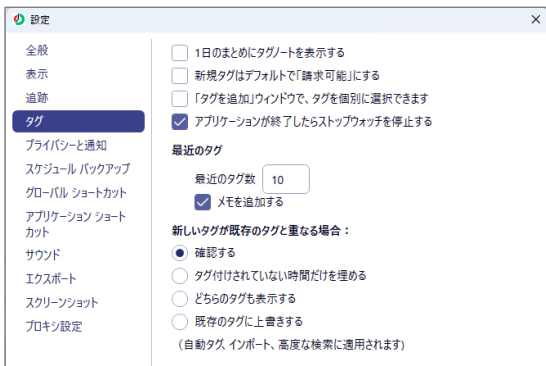 設定
全般
表示
追跡
タグ
プライバシーと通知
スケジュール バックアップ
グローバル ショートカット
アプリケーション ショート
カット
サウンド
エクスポート
スクリーンショット
プロキシ設定
1日のまとめにタグノートを表示する
新規タグはデフォルトで「請求可能」にする
「タグを追加」ウィンドウで、タグを個別に選択できます
アプリケーションが終了したらストップウォッチを停止する
最近のタグ
最近のタグ数 10
メモを追加する
新しいタグが既存のタグと重なる場合：
確認する
タグ付けされていない時間だけを埋める
どちらのタグも表示する
既存のタグに上書きする
（自動タグ、インポート、高度な検索に適用されます)